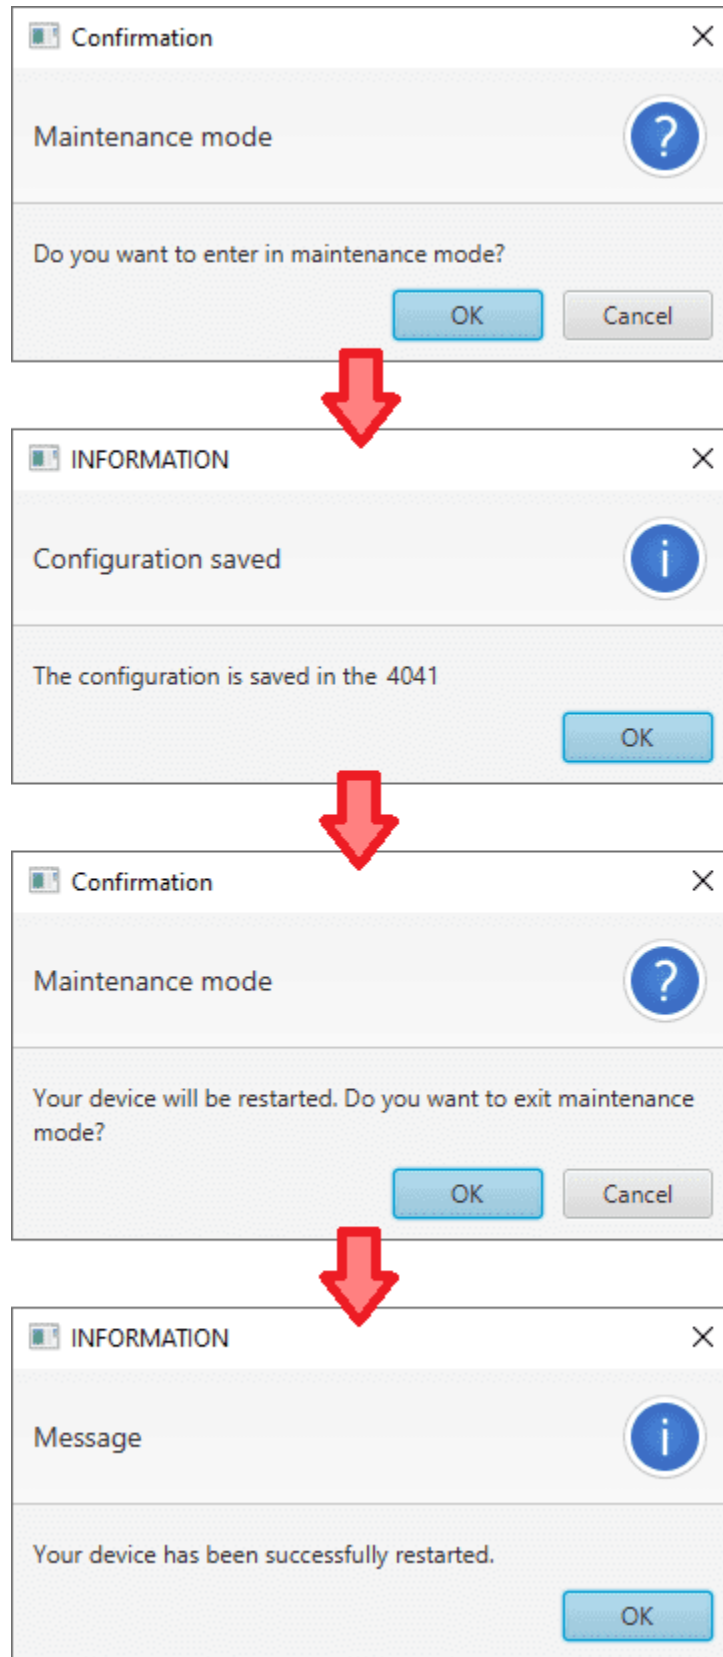 Confirmation
Maintenance mode
?
Do you want to enter in maintenance mode?
OK Cancel
INFORMATION
Configuration saved
i
The configuration is saved in the 4041
OK
Confirmation
Maintenance mode
?
Your device will be restarted. Do you want to exit maintenance
mode?
OK Cancel
INFORMATION
Message
i
Your device has been successfully restarted.
OK